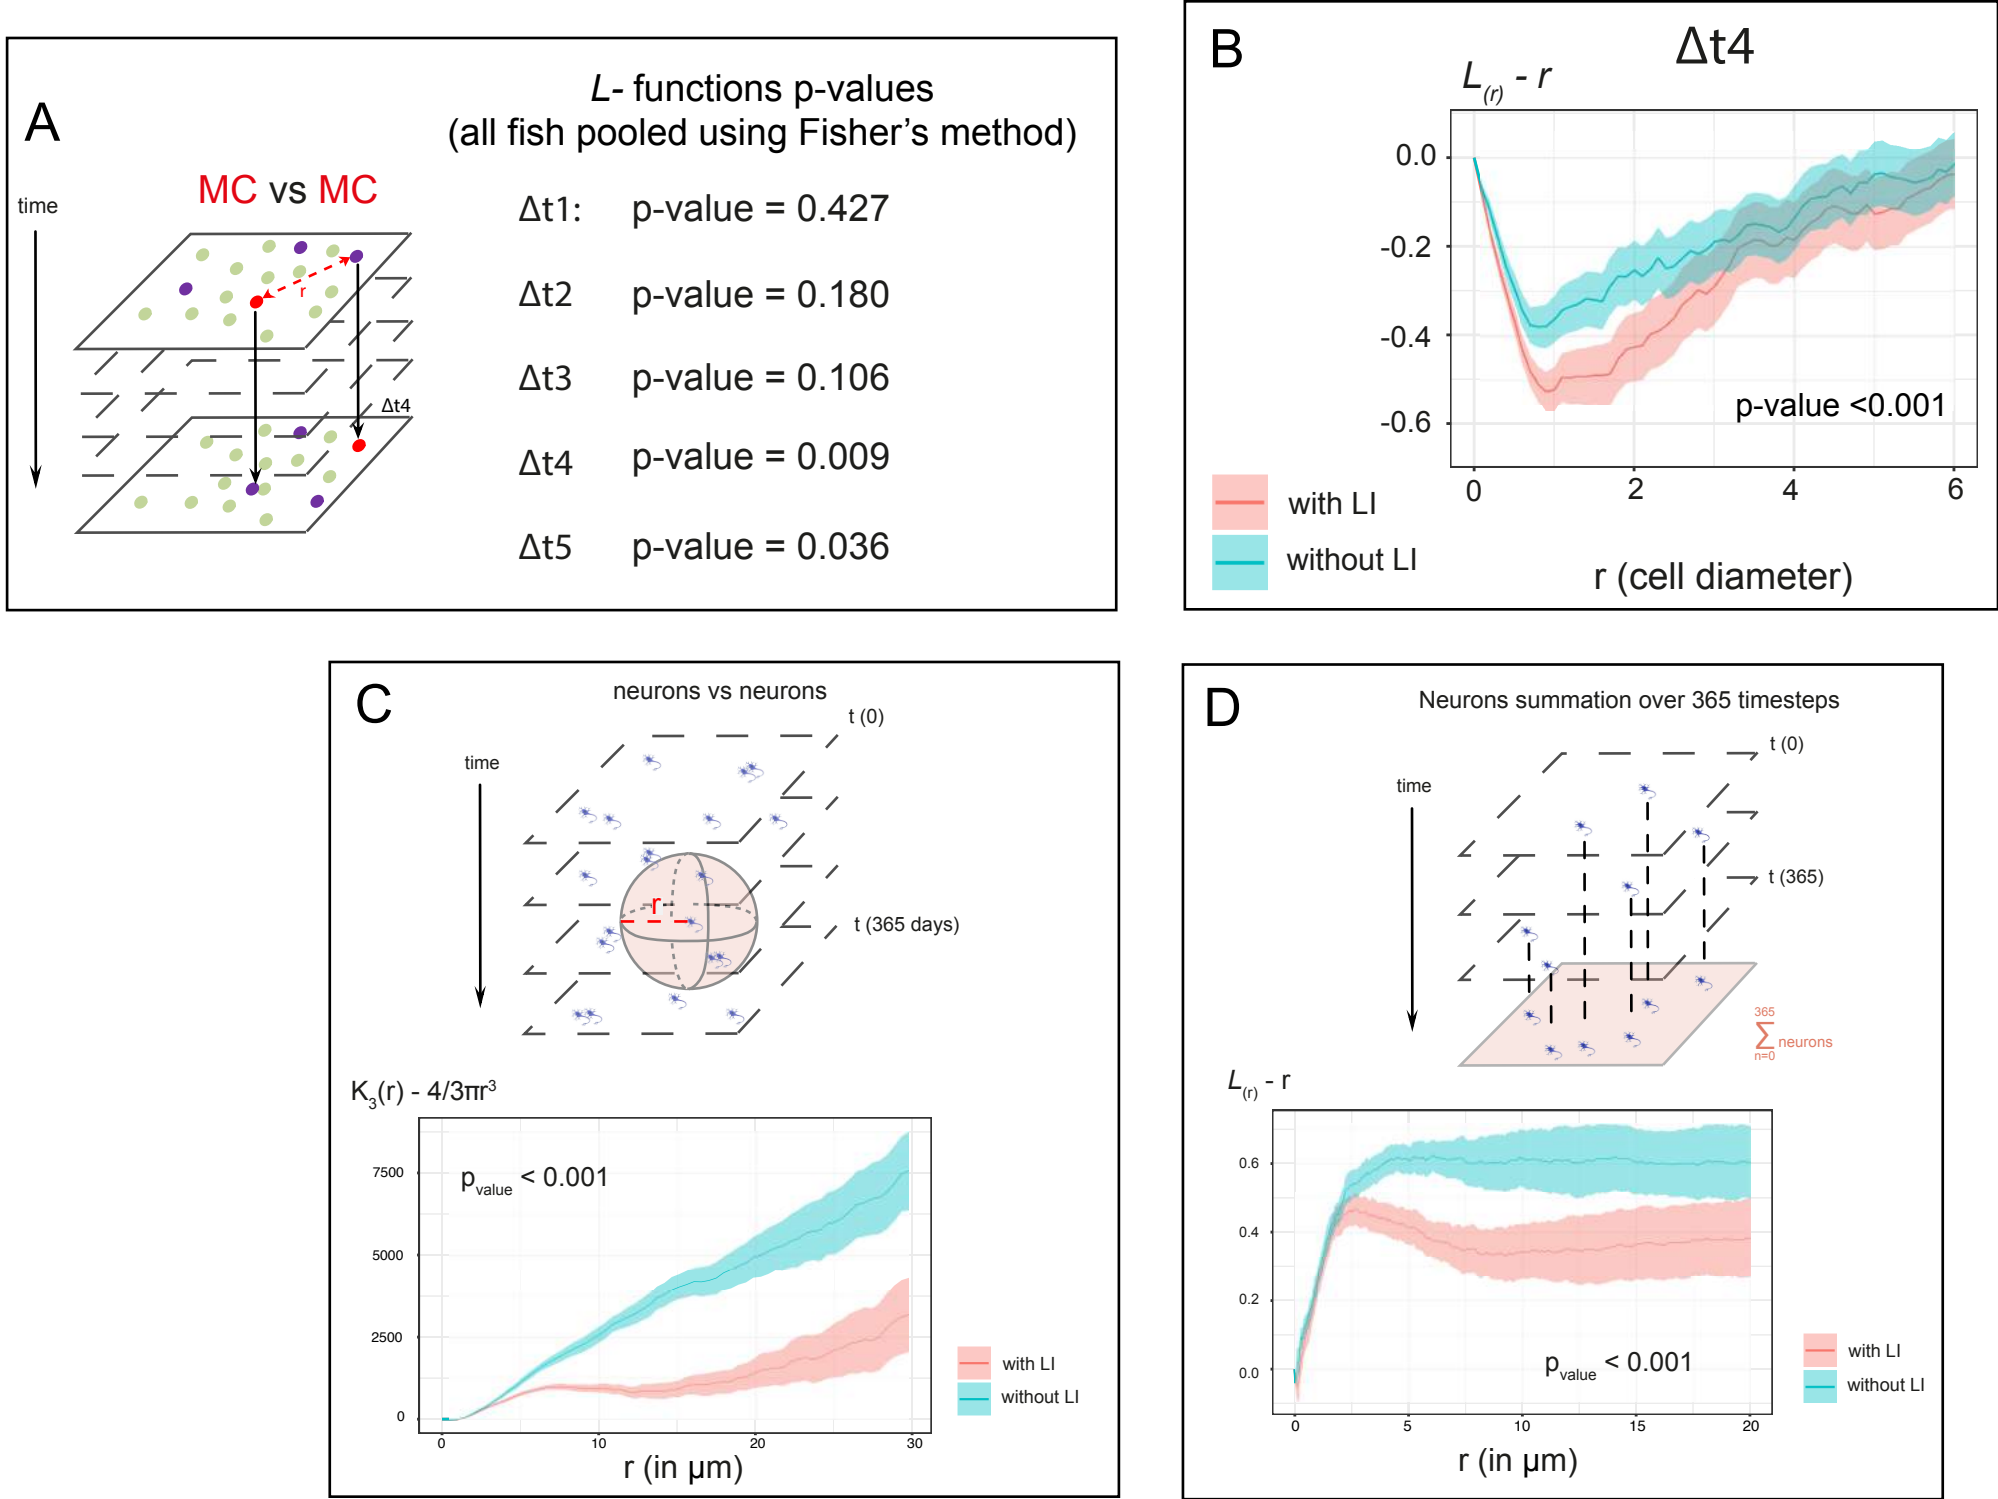 A
L- functions p-values
(all fish pooled using Fisher's method)
MC vs MC
time
r
Δt4
Δt1: p-value = 0.427
Δt2 p-value = 0.180
Δt3 p-value = 0.106
Δt4 p-value = 0.009
Δt5 p-value = 0.036
B
Δt4
L(r) - r
0.0
-0.2
-0.4
-0.6
p-value <0.001
0 2 4 6
r (cell diameter)
with LI
without LI
C
neurons vs neurons
t (0)
time
r
t (365 days)
K3(r) - 4/3πr³
7500
5000
2500
0
pvalue < 0.001
0 10 20 30
r (in µm)
with LI
without LI
D
Neurons summation over 365 timesteps
t (0)
time
t (365)
365
∑ neurons
n=0
L(r) - r
0.6
0.4
0.2
0.0
pvalue < 0.001
0 5 10 15 20
r (in µm)
with LI
without LI